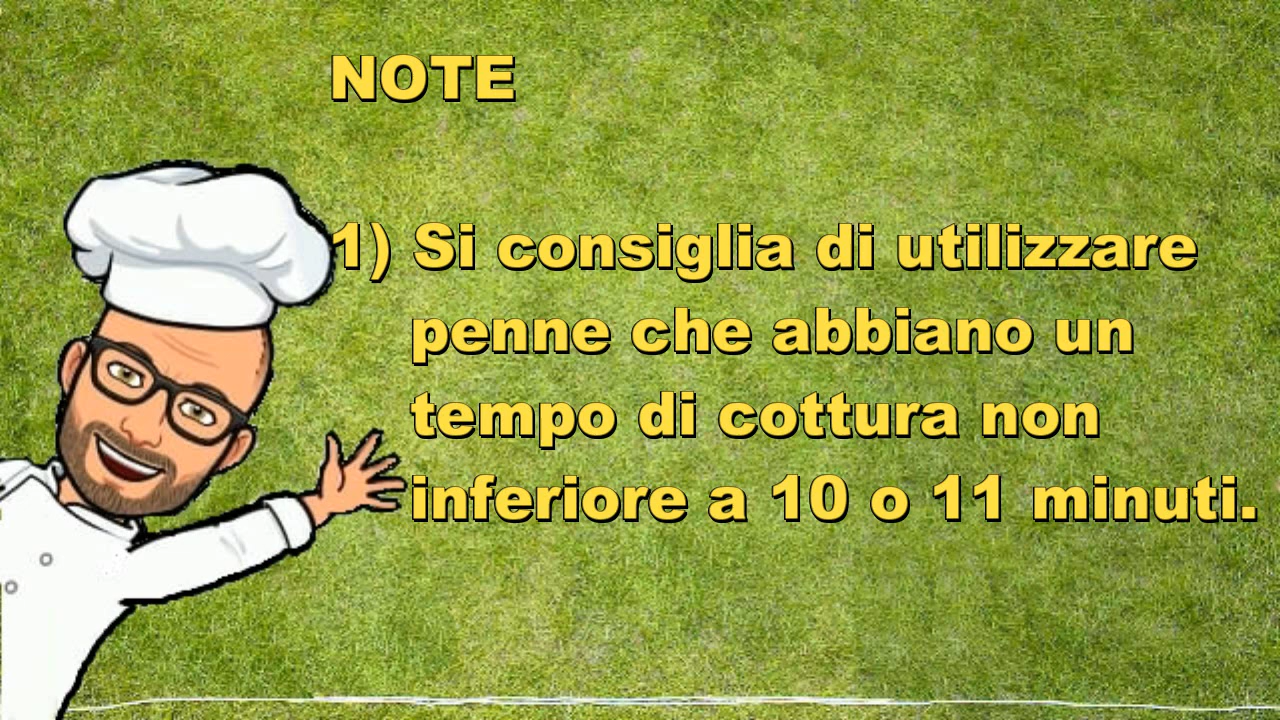 NOTE
1) Si consiglia di utilizzare
penne che abbiano un
tempo di cottura non
inferiore a 10 o 11 minuti.